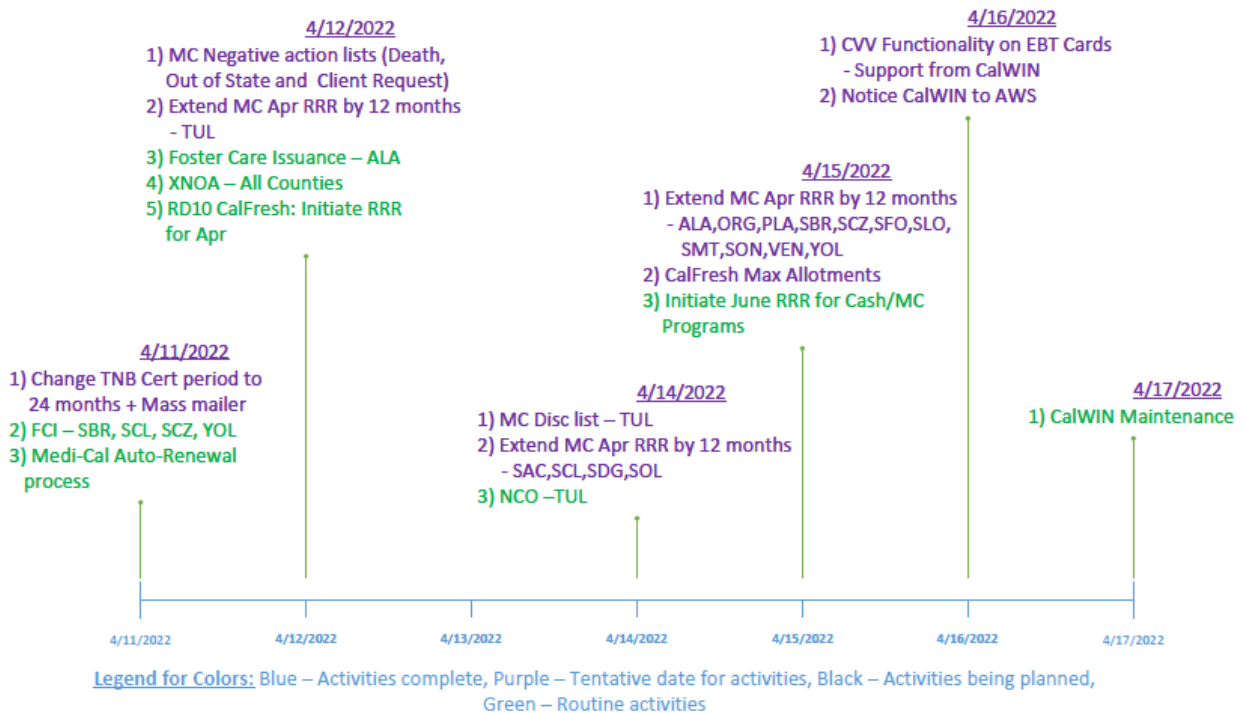 4/12/2022
1) MC Negative action lists (Death,
Out of State and Client Request)
2) Extend MC Apr RRR by 12 months
- TUL
3) Foster Care Issuance – ALA
4) XNOA – All Counties
5) RD10 CalFresh: Initiate RRR
for Apr
4/16/2022
1) CVV Functionality on EBT Cards
- Support from CalWIN
2) Notice CalWIN to AWS
4/15/2022
1) Extend MC Apr RRR by 12 months
- ALA,ORG,PLA,SBR,SCZ,SFO,SLO,
SMT,SON,VEN,YOL
2) CalFresh Max Allotments
3) Initiate June RRR for Cash/MC
Programs
4/11/2022
1) Change TNB Cert period to
24 months + Mass mailer
2) FCI – SBR, SCL, SCZ, YOL
3) Medi-Cal Auto-Renewal
process
4/14/2022
1) MC Disc list – TUL
2) Extend MC Apr RRR by 12 months
- SAC,SCL,SDG,SOL
3) NCO –TUL
4/17/2022
1) CalWIN Maintenance
4/11/2022
4/12/2022
4/13/2022
4/14/2022
4/15/2022
4/16/2022
4/17/2022
Legend for Colors: Blue – Activities complete, Purple – Tentative date for activities, Black – Activities being planned,
Green – Routine activities